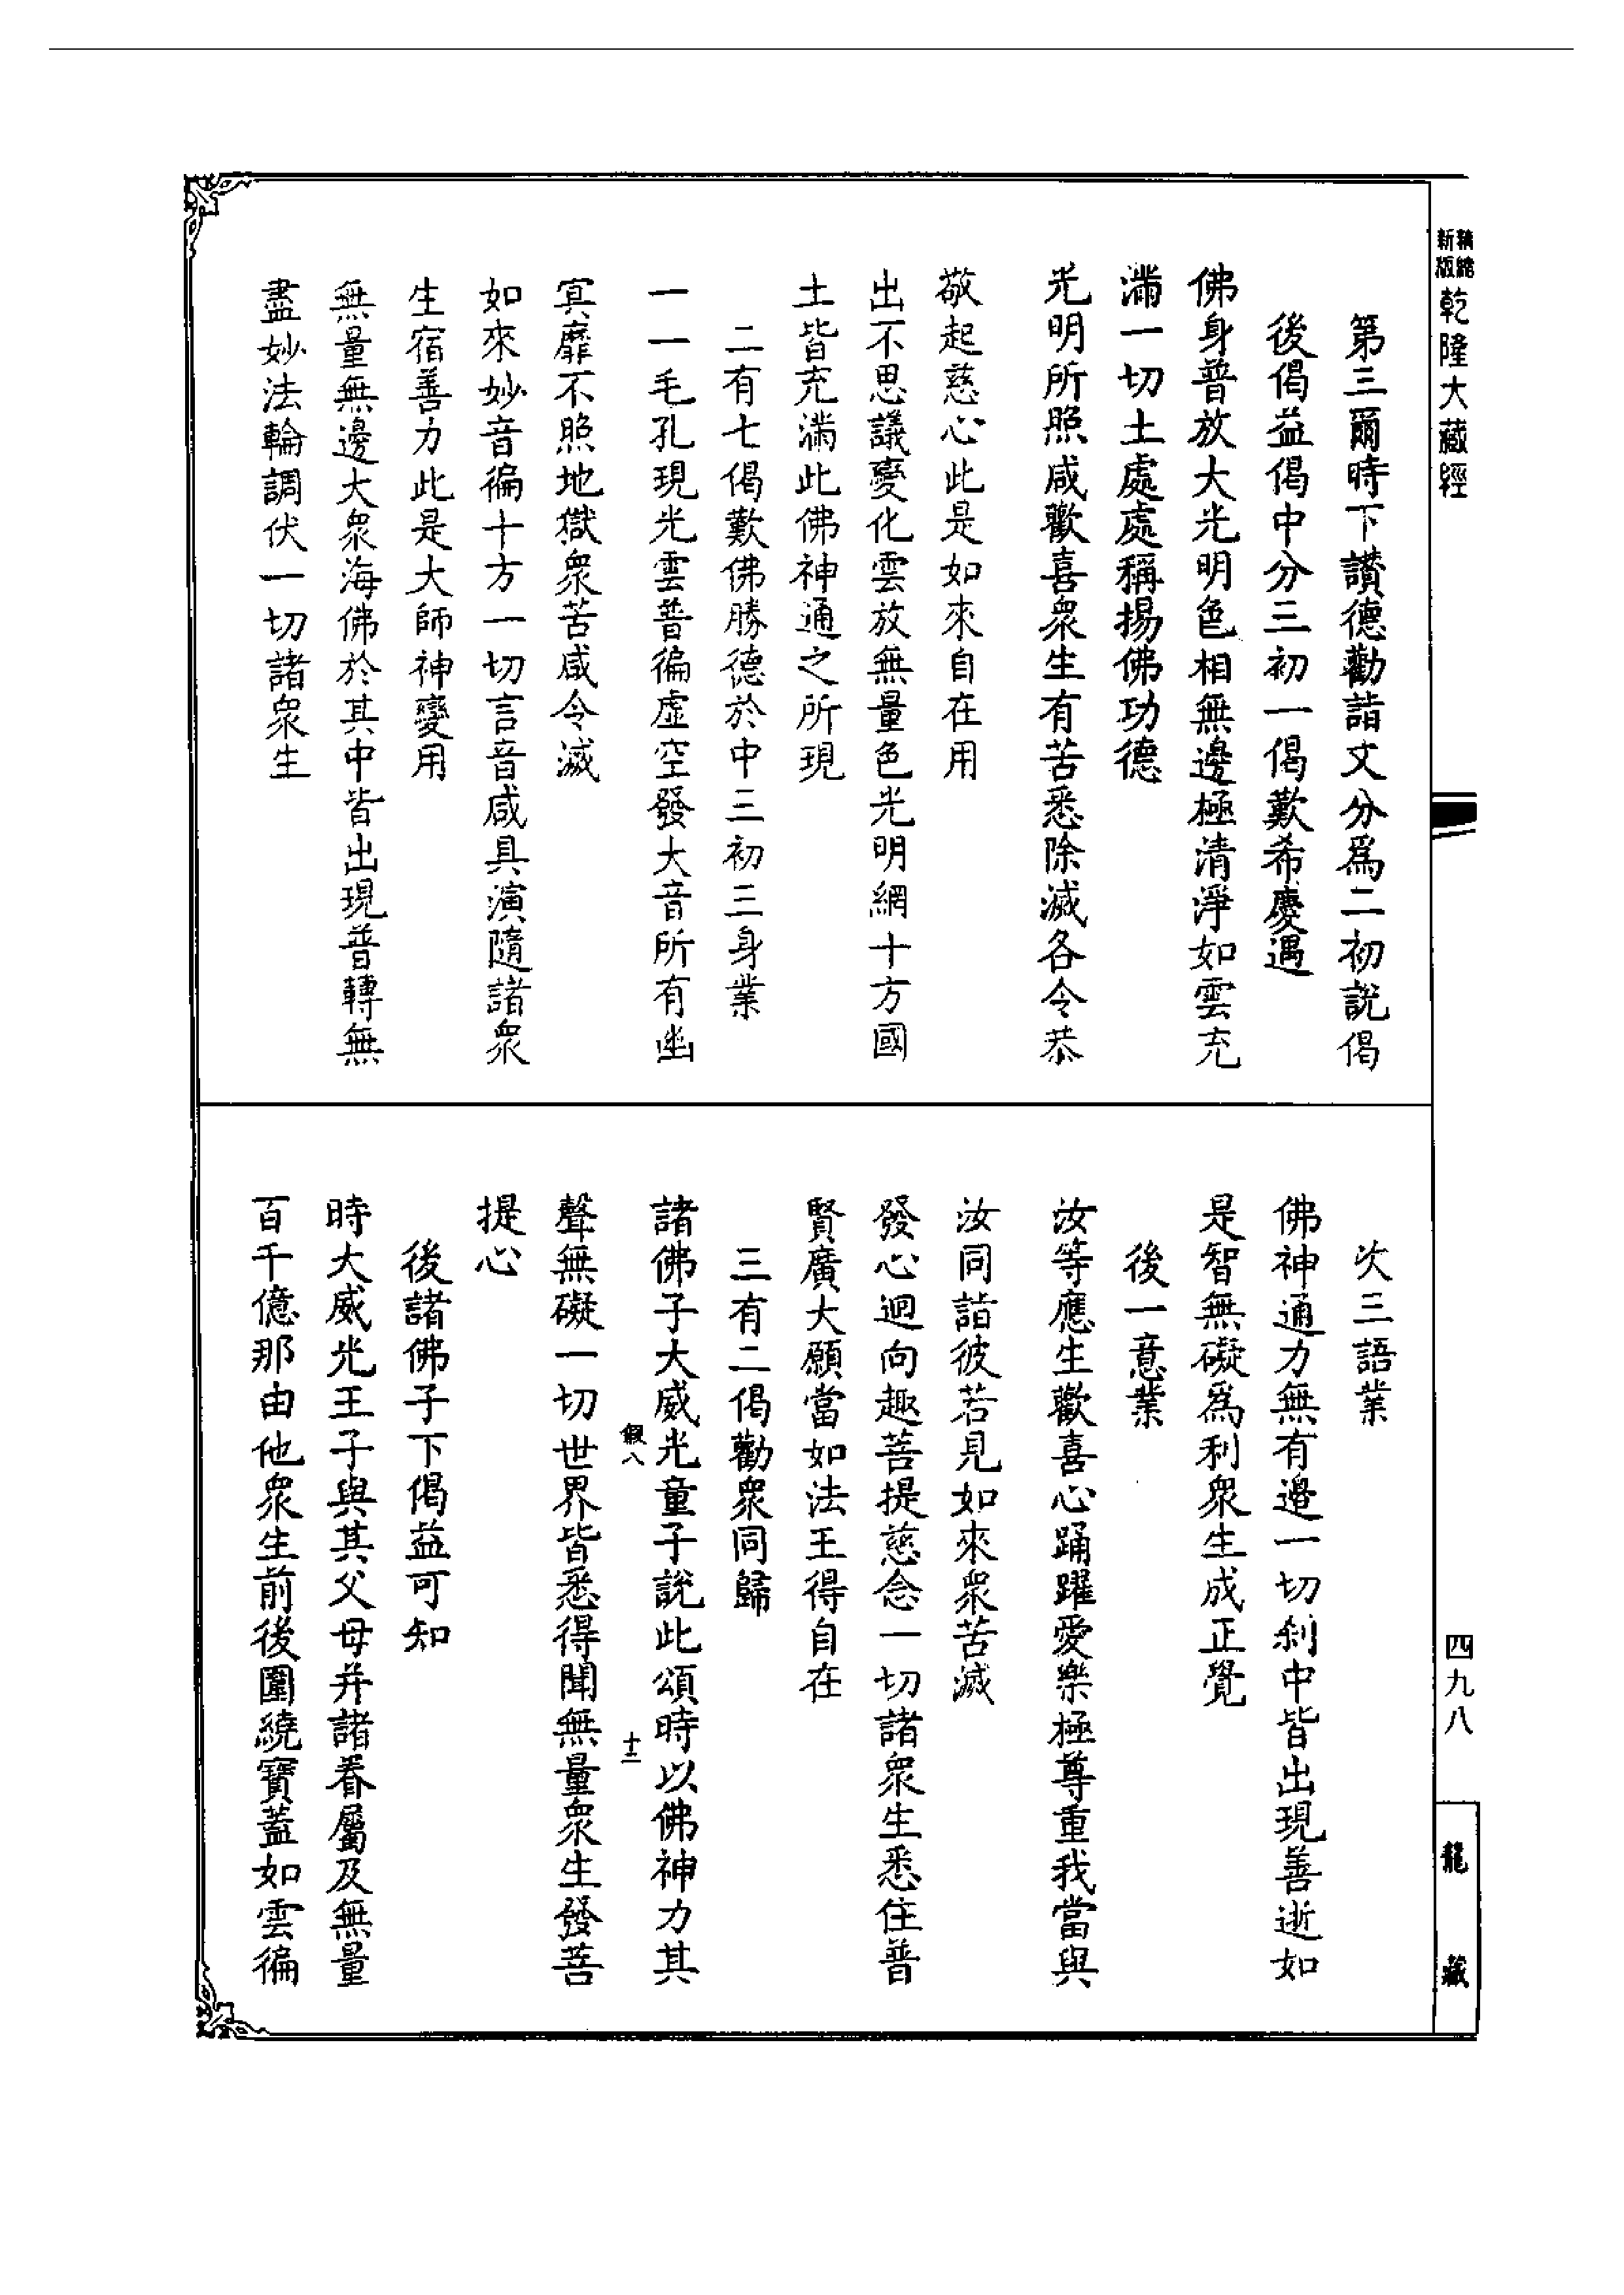 新版
精縮
乾隆大藏經
第三爾時下讚德勸詣文分爲二初説偈
後偈益偈中分三初一偈歎希慶遇
佛身普放大光明色相無邊極清淨如雲充
滿一切土處處稱揚佛功德
光明所照咸歡喜衆生有苦悉除滅各令恭
敬起慈心此是如來自在用
出不思議變化雲放無量色光明網十方國
土皆充滿此佛神通之所現
二有七偈歎佛勝德於中三初三身業
一一毛孔現光雲普徧虛空發大音所有幽
冥靡不照地獄衆苦咸令滅
如來妙音徧十方一切言音咸具演隨諸衆
生宿善力此是大師神變用
無量無邊大衆海佛於其中皆出現普轉無
盡妙法輪調伏一切諸衆生
次三語業
佛神通力無有邊一切刹中皆出現善逝如
是智無礙爲利衆生成正覺
後一意業
汝等應生歡喜心踊躍愛樂極尊重我當與
汝同詣彼若見如來衆苦滅
發心迴向趣菩提慈念一切諸衆生悉住普
賢廣大願當如法王得自在
三有二偈勸衆同歸
諸佛子大威光童子説此頌時以佛神力其
假八
十三
聲無礙一切世界皆悉得聞無量衆生發菩
提心
後諸佛子下偈益可知
時大威光王子與其父母并諸眷屬及無量
百千億那由他衆生前後圍繞寶蓋如雲徧
四九八
龍藏